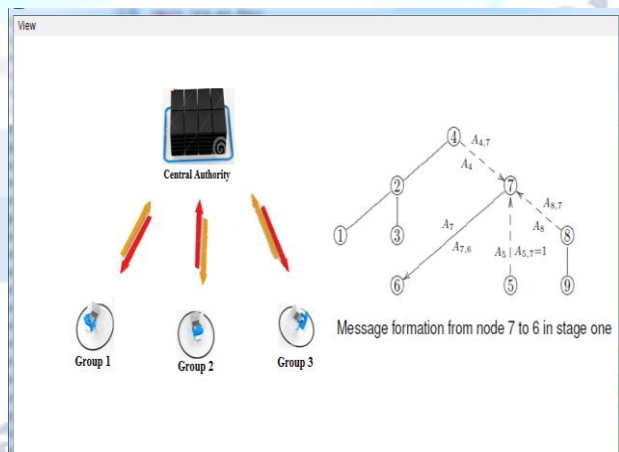 View
Central Authority
Group 1
Group 2
Group 3
4
A4,7
A4
2
7
A8,7
A8
1
3
A7
A7,6
8
A5 A5,7=1
6
5
9
Message formation from node 7 to 6 in stage one